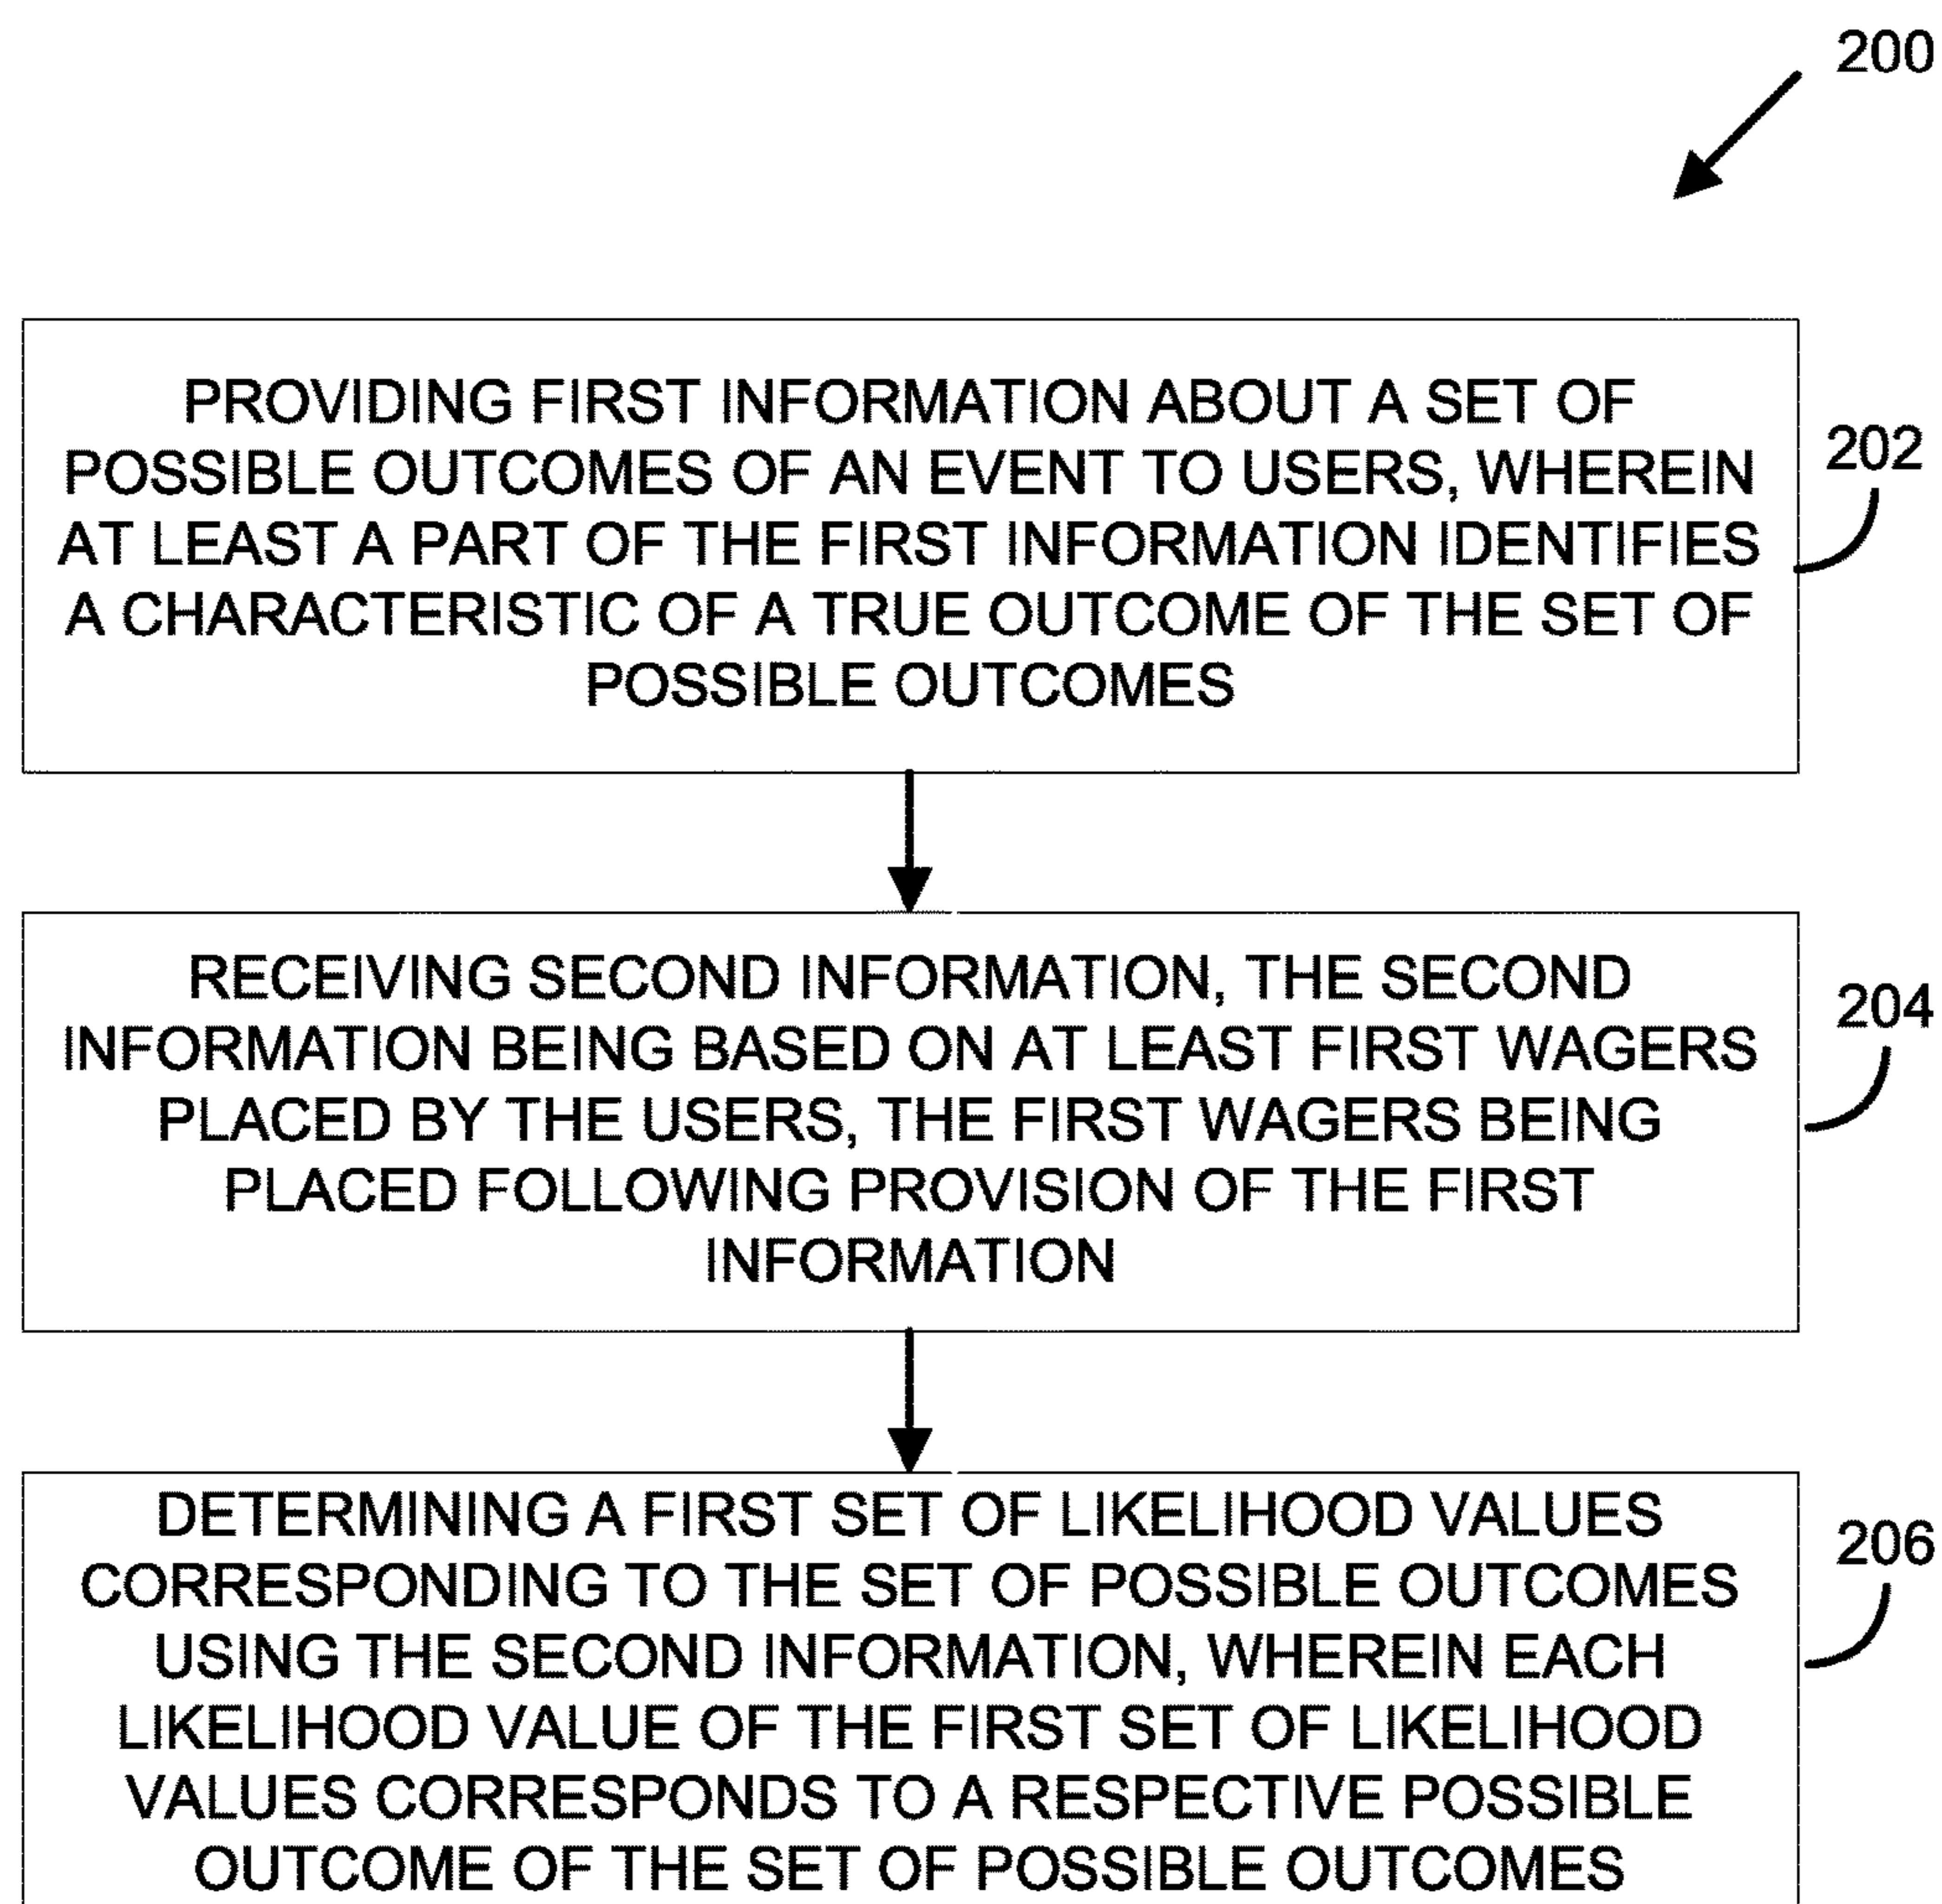 200
PROVIDING FIRST INFORMATION ABOUT A SET OF
POSSIBLE OUTCOMES OF AN EVENT TO USERS, WHEREIN
AT LEAST A PART OF THE FIRST INFORMATION IDENTIFIES
A CHARACTERISTIC OF A TRUE OUTCOME OF THE SET OF
POSSIBLE OUTCOMES
202
RECEIVING SECOND INFORMATION, THE SECOND
INFORMATION BEING BASED ON AT LEAST FIRST WAGERS
PLACED BY THE USERS, THE FIRST WAGERS BEING
PLACED FOLLOWING PROVISION OF THE FIRST
INFORMATION
204
DETERMINING A FIRST SET OF LIKELIHOOD VALUES
CORRESPONDING TO THE SET OF POSSIBLE OUTCOMES
USING THE SECOND INFORMATION, WHEREIN EACH
LIKELIHOOD VALUE OF THE FIRST SET OF LIKELIHOOD
VALUES CORRESPONDS TO A RESPECTIVE POSSIBLE
OUTCOME OF THE SET OF POSSIBLE OUTCOMES
206